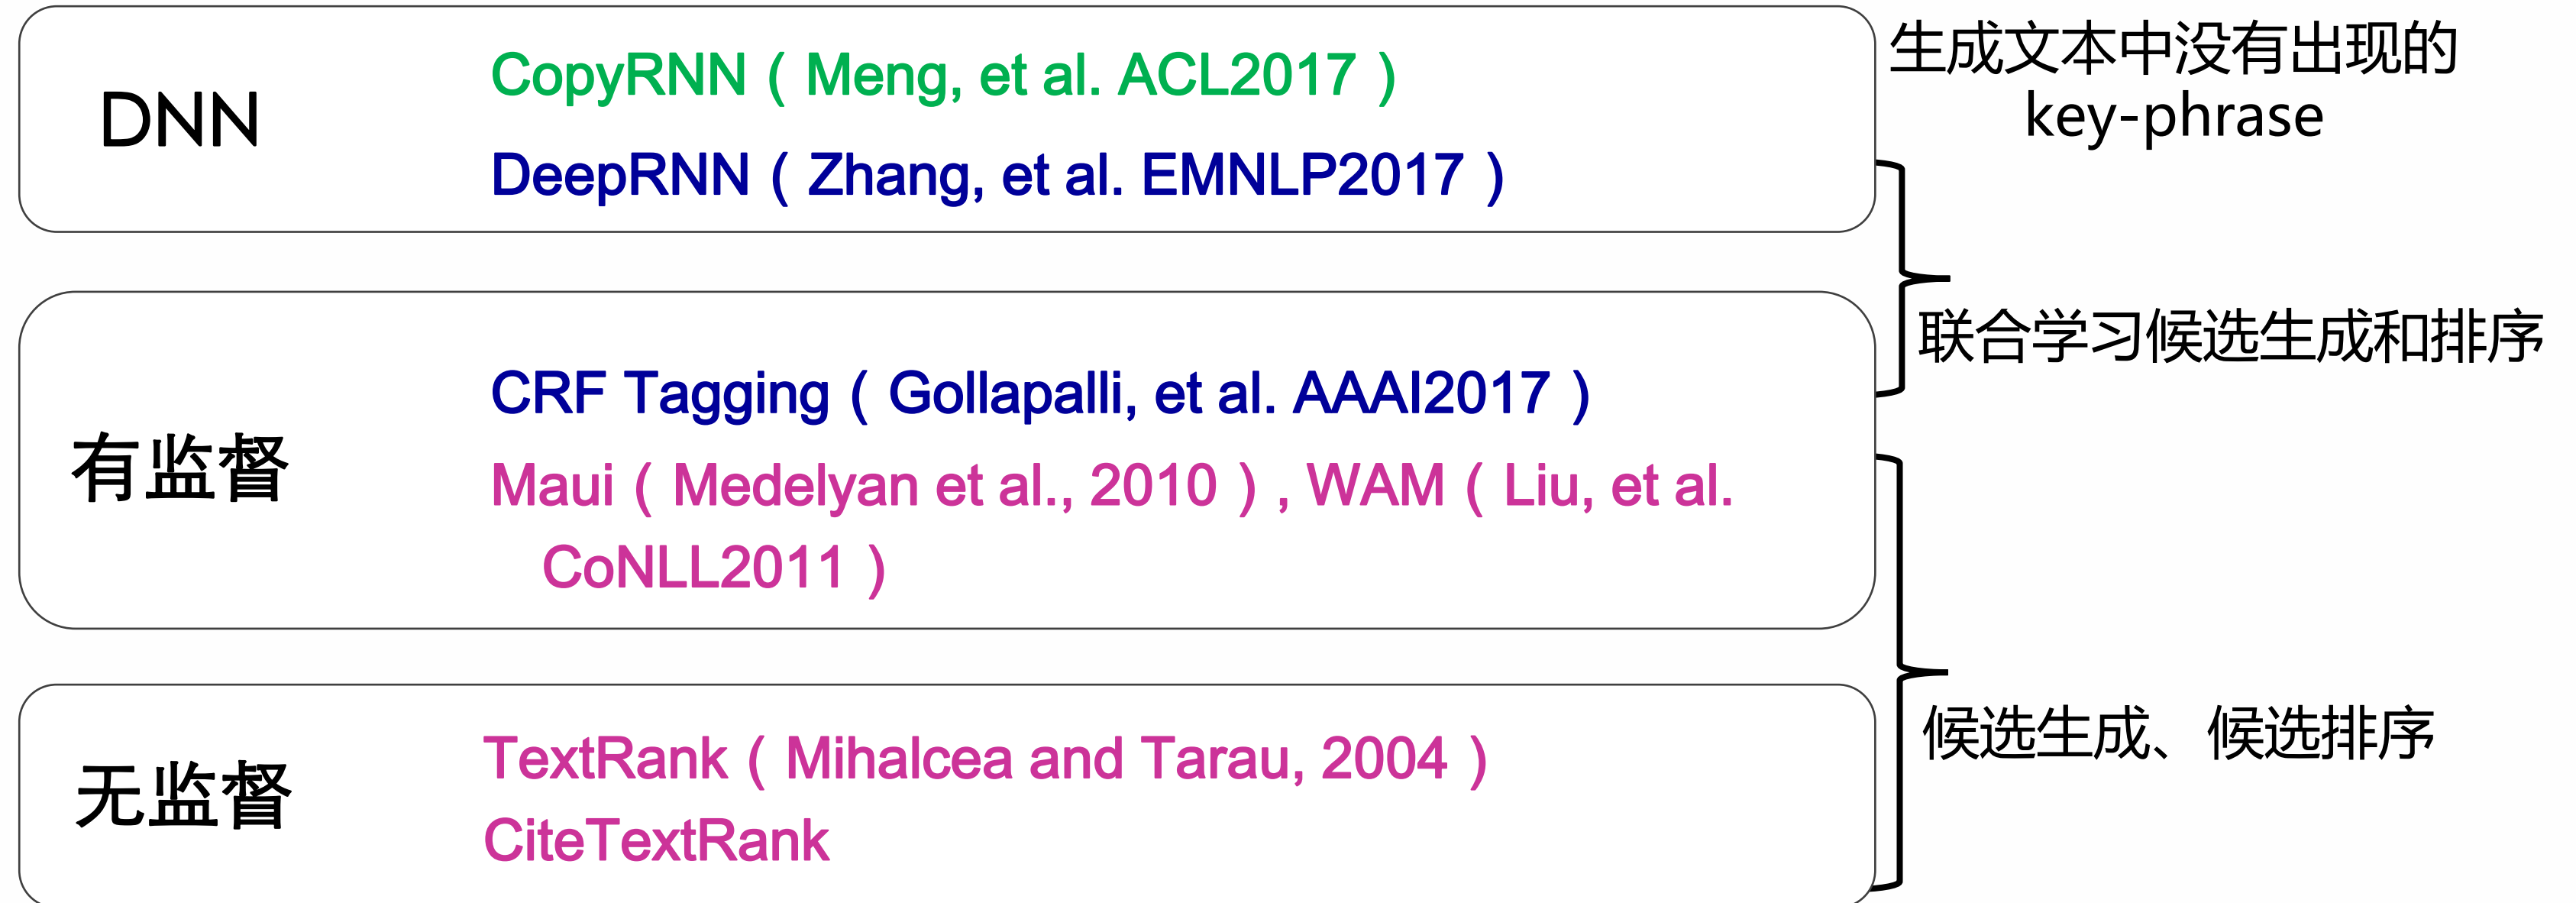 DNN
CopyRNN（Meng, et al. ACL2017）
DeepRNN（Zhang, et al. EMNLP2017）
生成文本中没有出现的
key-phrase
联合学习候选生成和排序
有监督
CRF Tagging（Gollapalli, et al. AAAI2017）
Maui（Medelyan et al., 2010）, WAM（Liu, et al.
CoNLL2011）
候选生成、候选排序
无监督
TextRank（Mihalcea and Tarau, 2004）
CiteTextRank